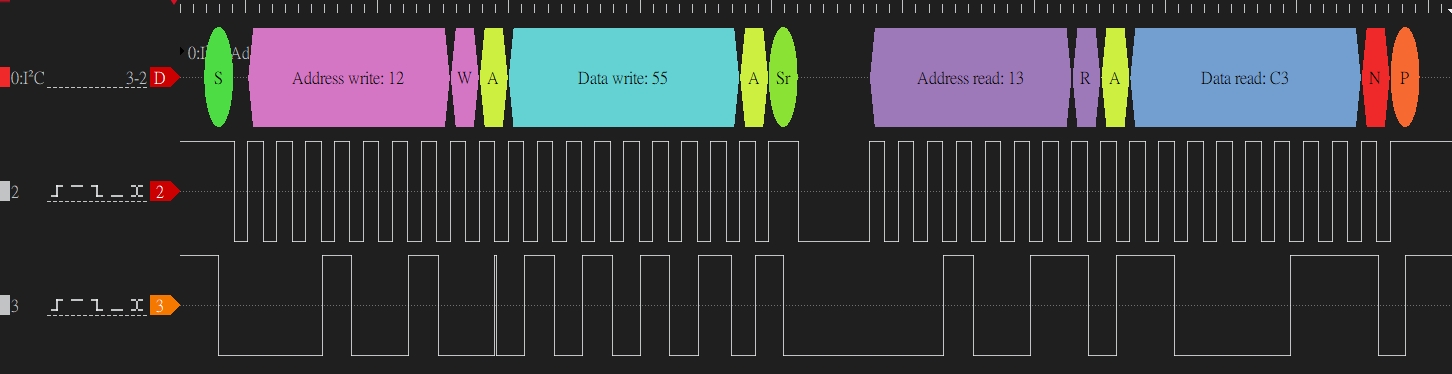 0:I²C Ad
0:I²C 3-2 D S Address write: 12 W A Data write: 55 A Sr Address read: 13 R A Data read: C3 N P
2 2
3 3